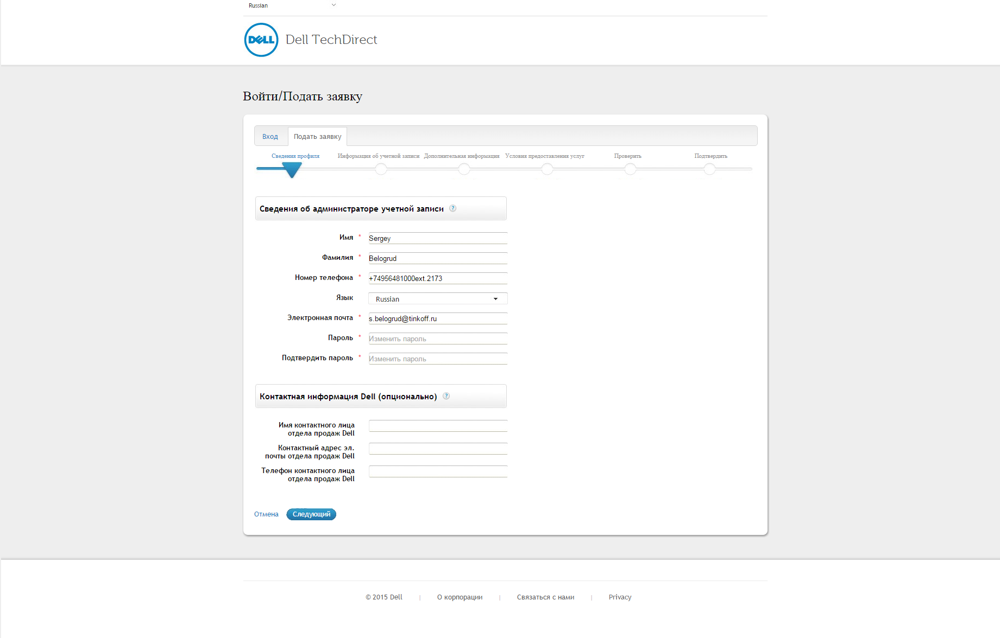 Russian
DELL
Dell TechDirect
Войти/Подать заявку
Вход
Подать заявку
Сведения профиля
Информация об учетной записи
Дополнительная информация
Условия предоставления услуг
Проверить
Подтвердить
Сведения об администраторе учетной записи ?
Имя * Sergey
Фамилия * Belogrud
Номер телефона * +74956481000ext.2173
Язык Russian
Электронная почта * s.belogrud@tinkoff.ru
Пароль * Изменить пароль
Подтвердить пароль * Изменить пароль
Контактная информация Dell (опционально) ?
Имя контактного лица
отдела продаж Dell
Контактный адрес эл.
почты отдела продаж Dell
Телефон контактного лица
отдела продаж Dell
Отмена
Следующий
© 2015 Dell | О корпорации | Связаться с нами | Privacy